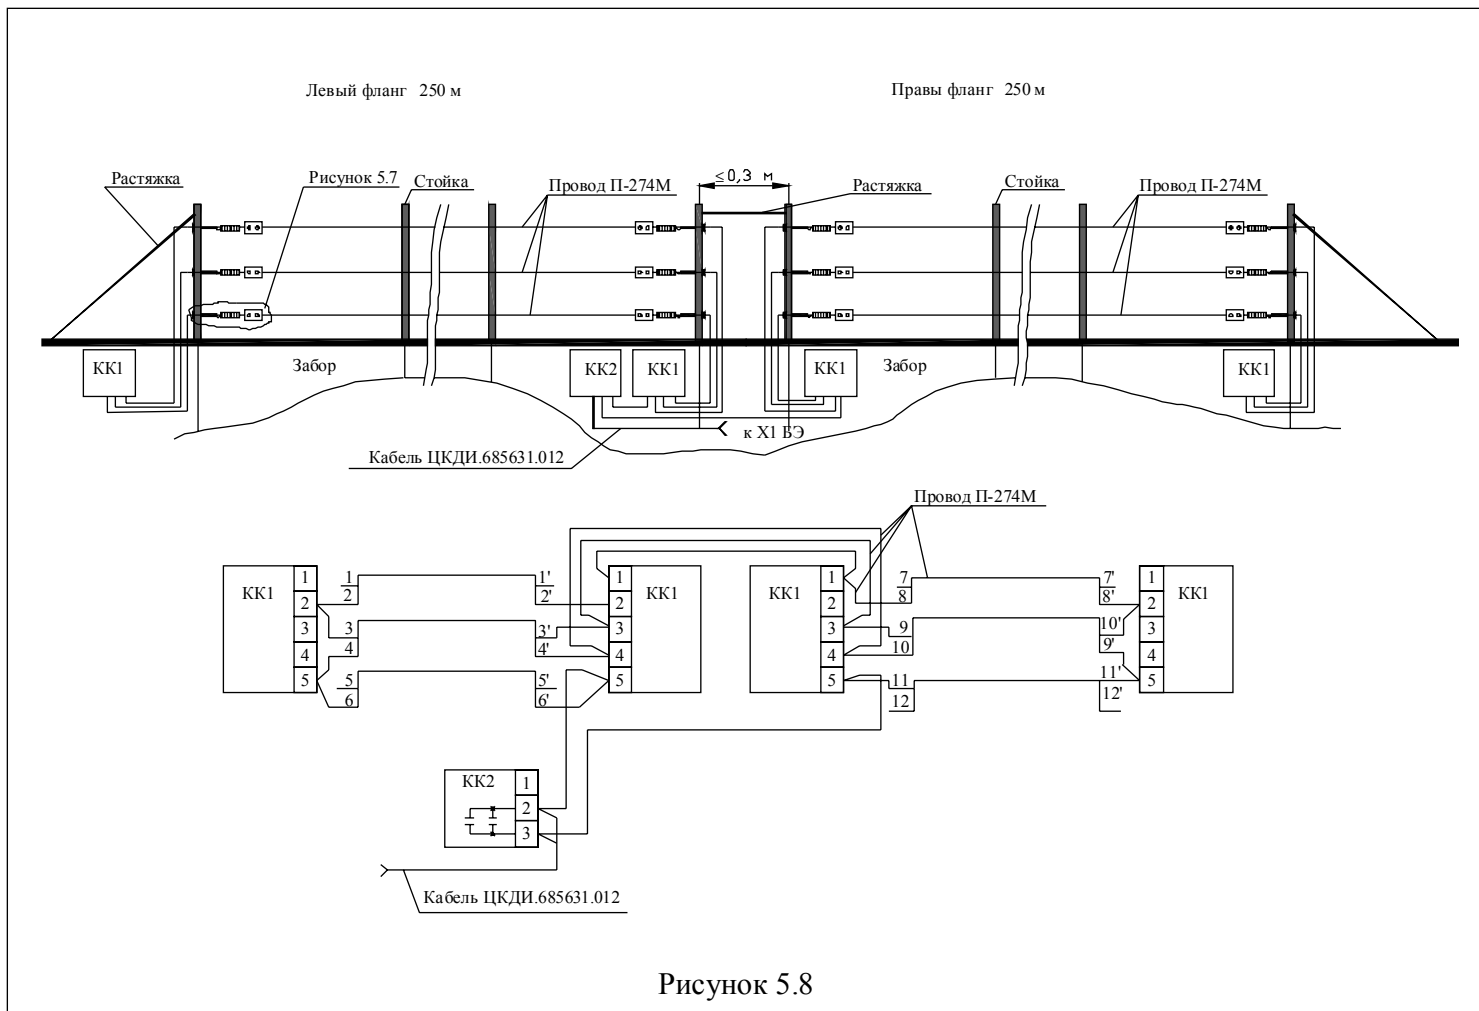 Левый фланг 250 м
Правы фланг 250 м
Растяжка
Рисунок 5.7
Стойка
Провод П-274М
≤0,3 м
Растяжка
Стойка
Провод П-274М
КК1
Забор
КК2
КК1
КК1
Забор
КК1
к Х1 БЭ
Кабель ЦКДИ.685631.012
Провод П-274М
КК1
1
2
3
4
5
1
2
3
4
5
6
1'
2'
3'
4'
5'
6'
1
2
3
4
5
КК1
КК1
1
2
3
4
5
7
8
9
10
11
12
7'
8'
10'
9'
11'
12'
1
2
3
4
5
КК1
КК2
1
2
3
Кабель ЦКДИ.685631.012
Рисунок 5.8